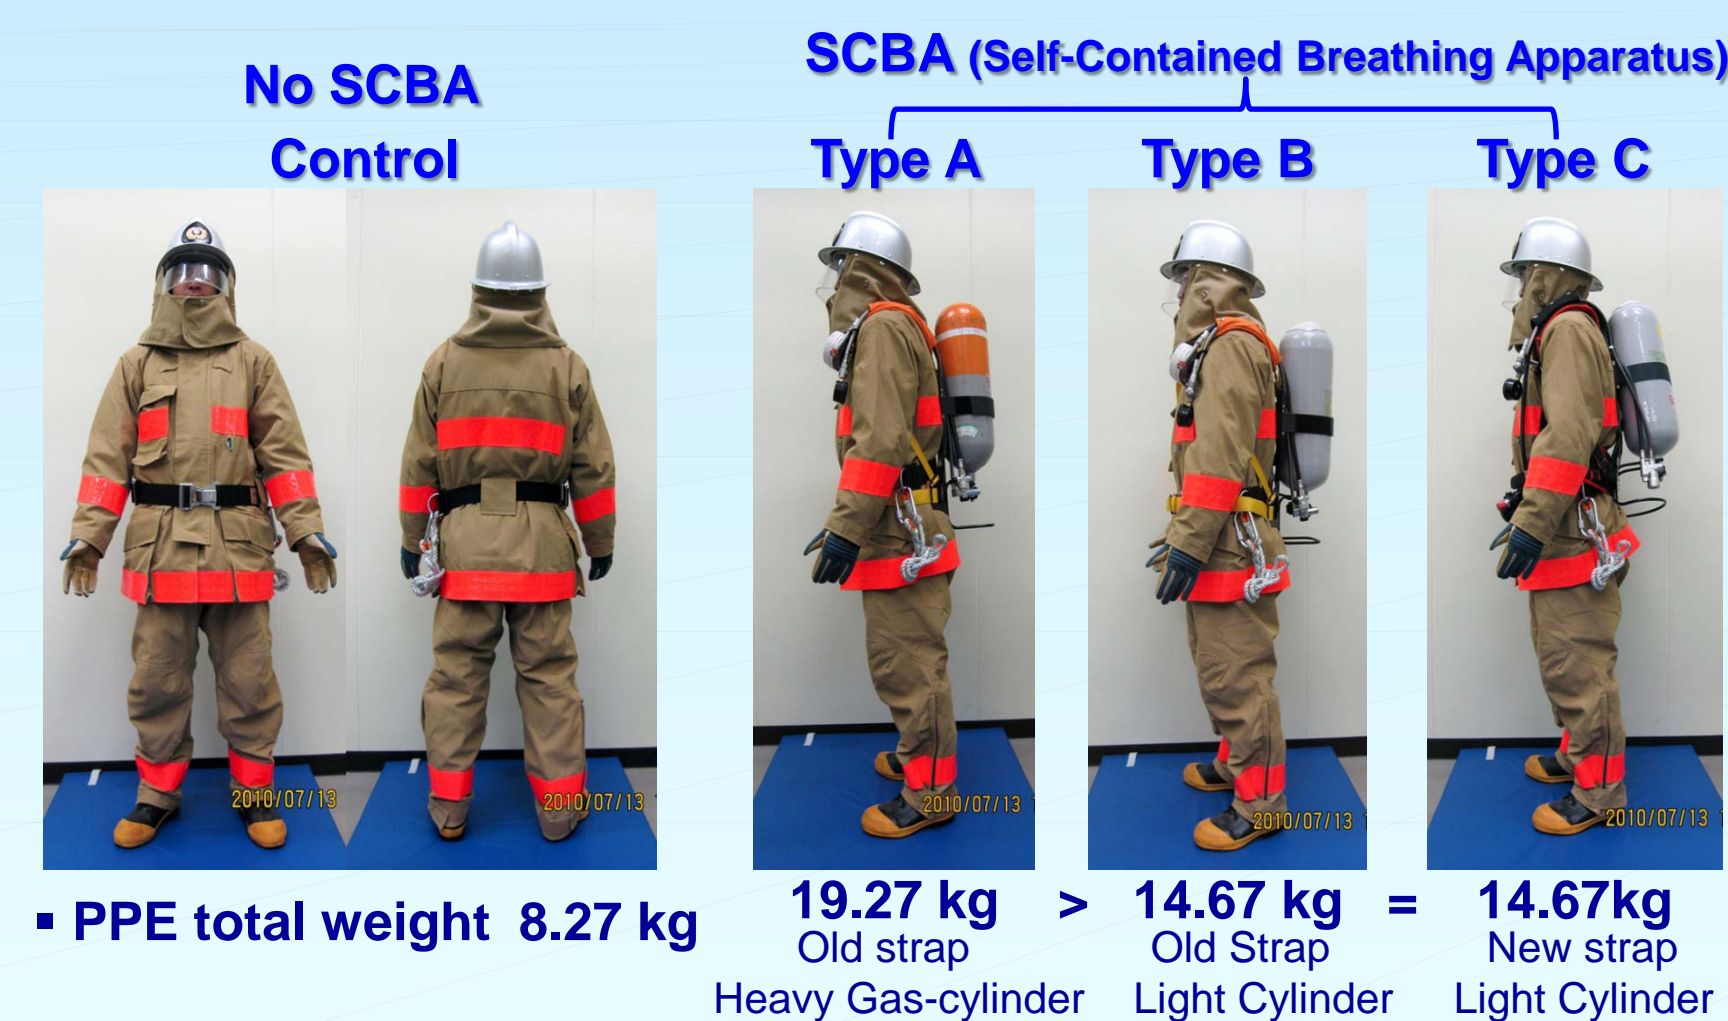 No SCBA
Control
SCBA (Self-Contained Breathing Apparatus)
Type A
Type B
Type C
2010/07/13
2010/07/13
2010/07/13
2010/07/13
2010/07/13
▪ PPE total weight 8.27 kg
19.27 kg > 14.67 kg = 14.67kg
Old strap
Heavy Gas-cylinder
Old Strap
Light Cylinder
New strap
Light Cylinder